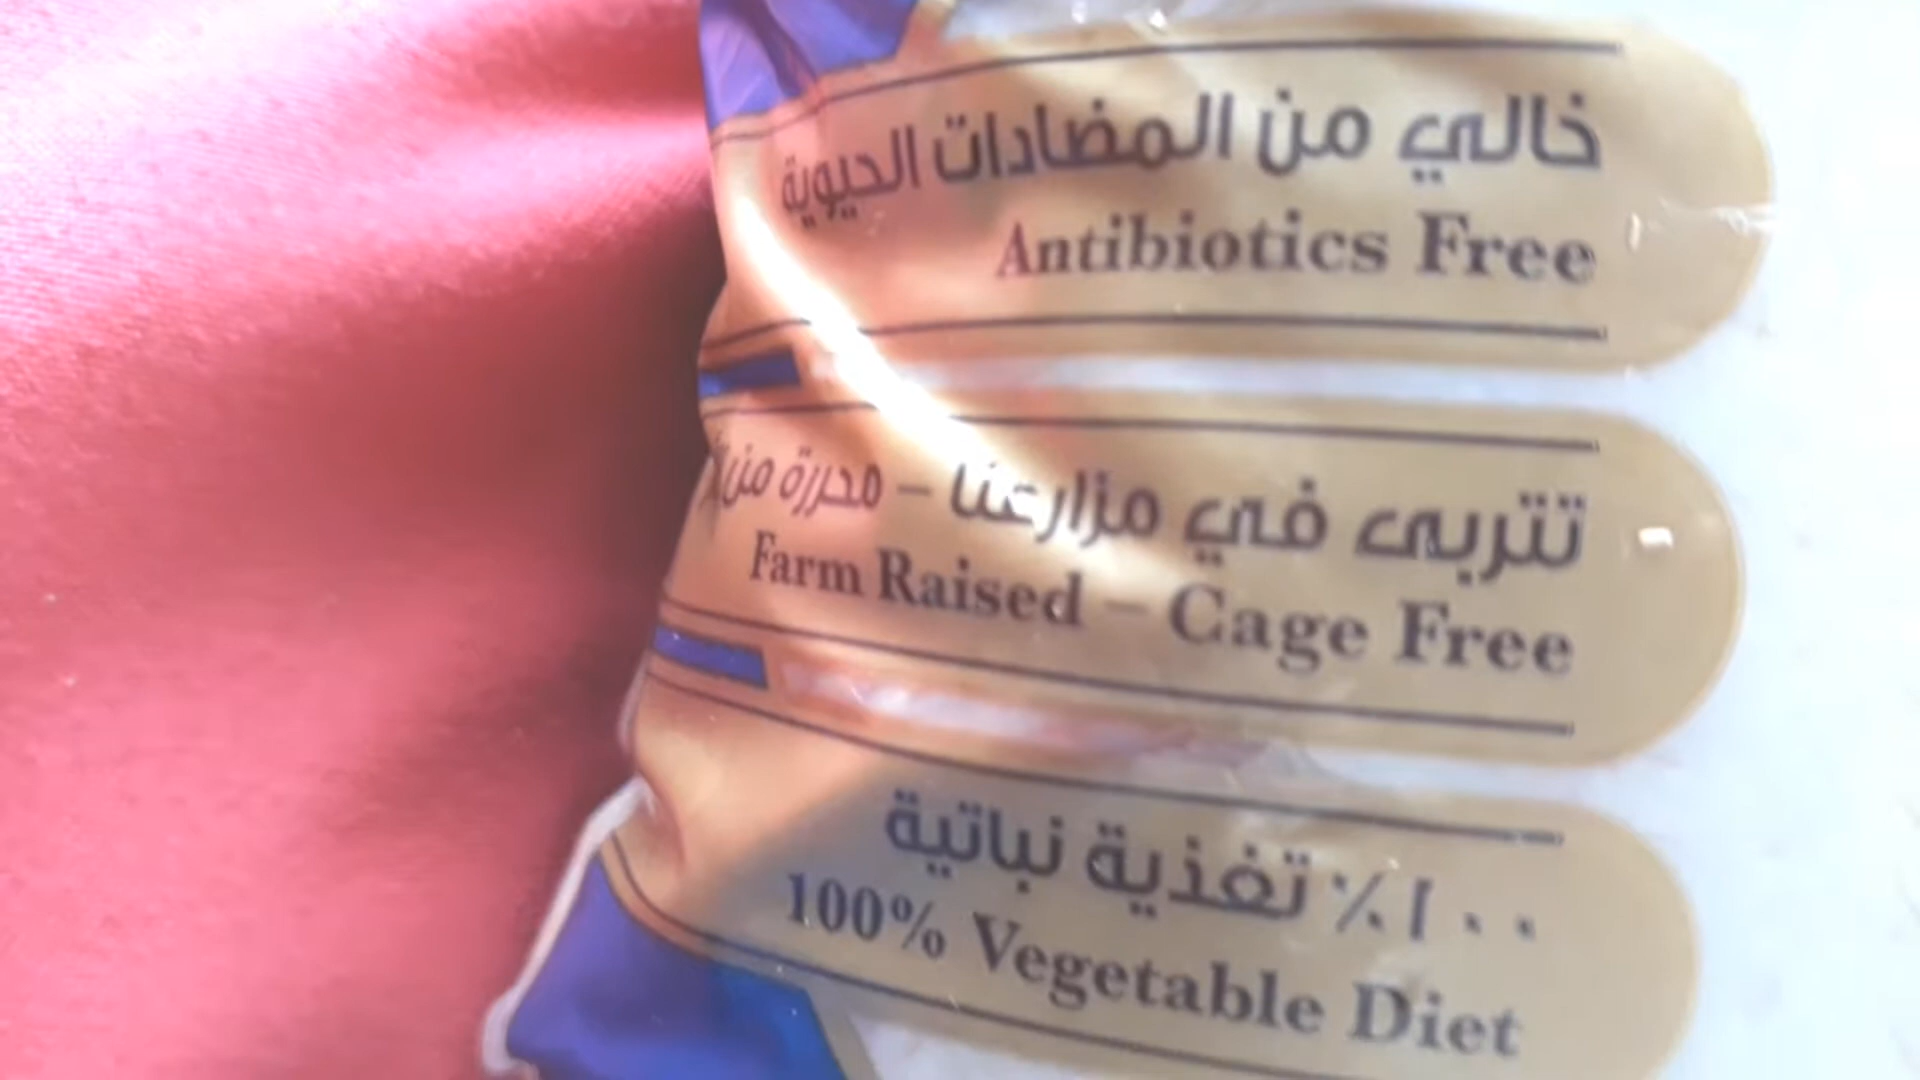 خالي من المضادات الحيوية
Antibiotics Free
تتربى في مزارعنا – محررة من
Farm Raised – Cage Free
١٠٠٪ تغذية نباتية
100% Vegetable Diet